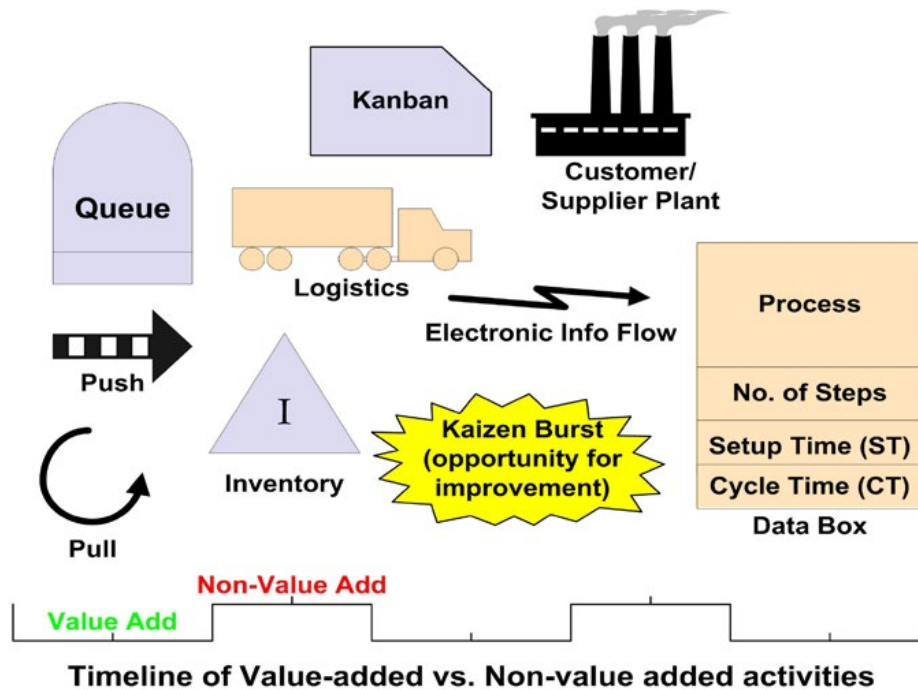 Kanban
Customer/
Supplier Plant
Queue
Logistics
Electronic Info Flow
Process
No. of Steps
Setup Time (ST)
Cycle Time (CT)
Data Box
Push
I
Inventory
Kaizen Burst
(opportunity for
improvement)
Pull
Non-Value Add
Value Add
Timeline of Value-added vs. Non-value added activities